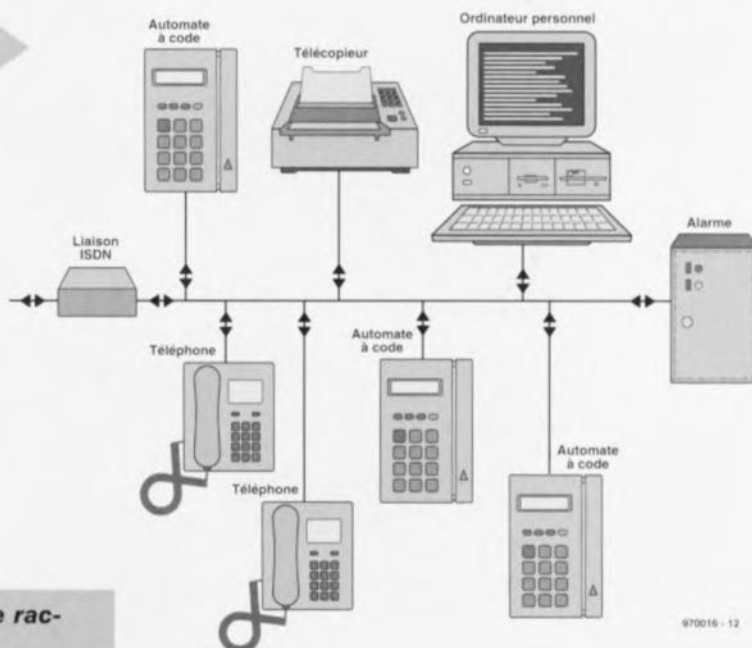 Automate
à code
Télécopieur
Ordinateur personnel
Alarme
Liaison
ISDN
Téléphone
Automate
à code
Téléphone
Automate
à code
e rac-
970016 - 12